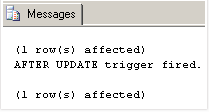 Messages
(1 row(s) affected)
AFTER UPDATE trigger fired.
(1 row(s) affected)